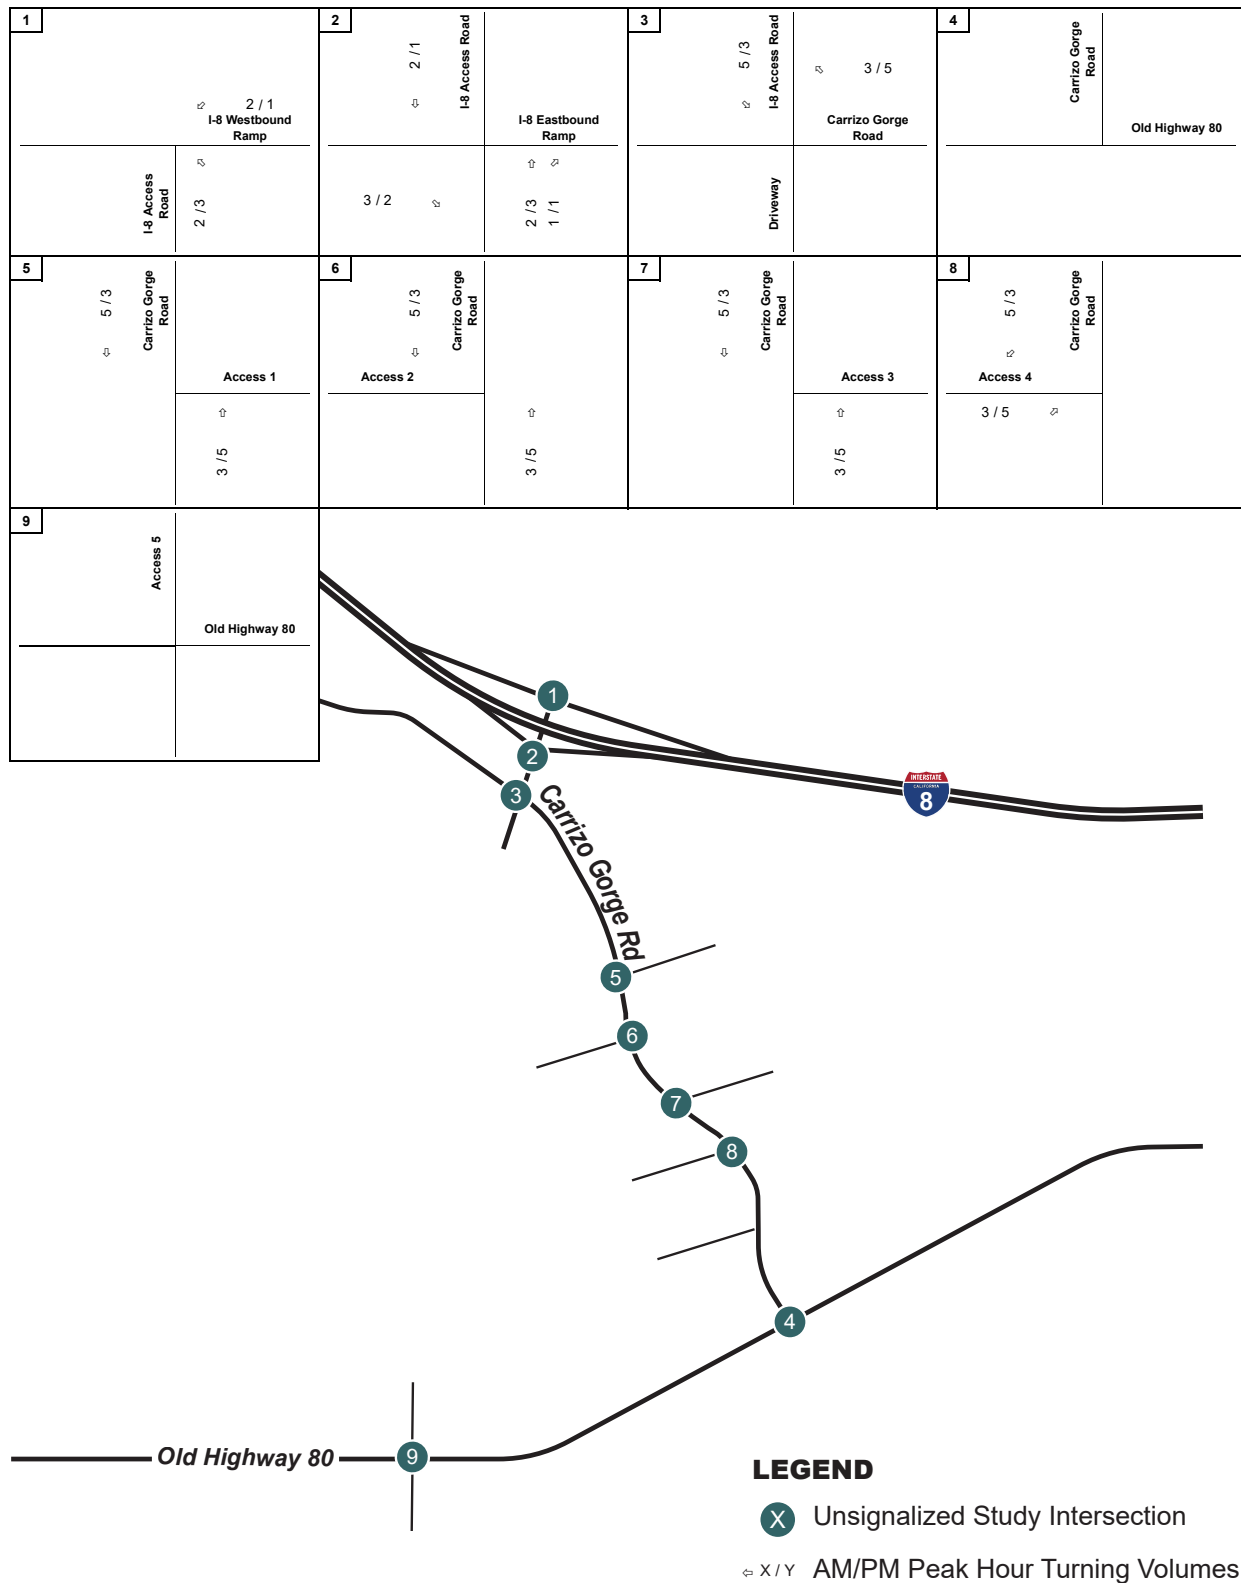 1
2 / 1
I-8 Westbound
Ramp
I-8 Access
Road
2 / 3
2
2 / 1
I-8 Access Road
I-8 Eastbound
Ramp
3 / 2
2 / 3
1 / 1
3
5 / 3
I-8 Access Road
3 / 5
Carrizo Gorge
Road
Driveway
4
Carrizo Gorge
Road
Old Highway 80
5
5 / 3
Carrizo Gorge
Road
Access 1
3 / 5
6
5 / 3
Carrizo Gorge
Road
Access 2
3 / 5
7
5 / 3
Carrizo Gorge
Road
Access 3
3 / 5
8
5 / 3
Carrizo Gorge
Road
Access 4
3 / 5
9
Access 5
Old Highway 80
1
2
3
Carrizo Gorge Rd
INTERSTATE
CALIFORNIA
8
5
6
7
8
4
Old Highway 80
9
LEGEND
X Unsignalized Study Intersection
⇦ X / Y AM/PM Peak Hour Turning Volumes